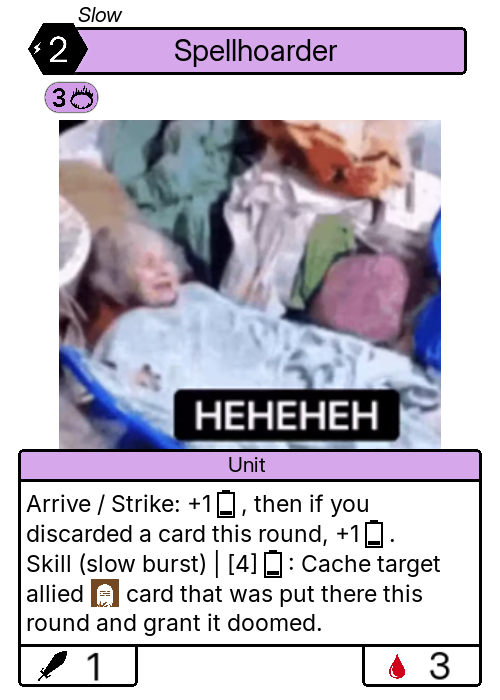 Slow
2 Spellhoarder
3
HEHEHEH
Unit
Arrive / Strike: +1 , then if you
discarded a card this round, +1 .
Skill (slow burst) | [4] : Cache target
allied card that was put there this
round and grant it doomed.
1 3